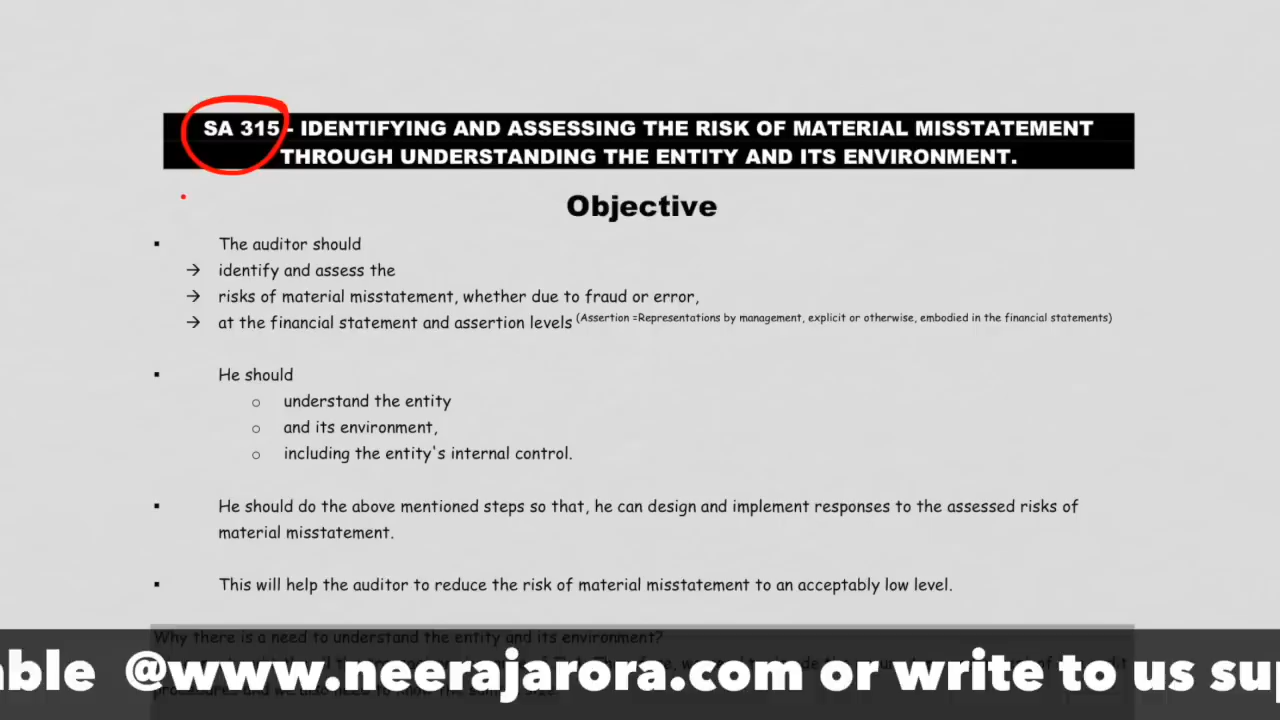 SA 315 - IDENTIFYING AND ASSESSING THE RISK OF MATERIAL MISSTATEMENT
THROUGH UNDERSTANDING THE ENTITY AND ITS ENVIRONMENT.
Objective
▪ The auditor should
→ identify and assess the
→ risks of material misstatement, whether due to fraud or error,
→ at the financial statement and assertion levels (Assertion =Representations by management, explicit or otherwise, embodied in the financial statements)
▪ He should
o understand the entity
o and its environment,
o including the entity's internal control.
▪ He should do the above mentioned steps so that, he can design and implement responses to the assessed risks of
material misstatement.
▪ This will help the auditor to reduce the risk of material misstatement to an acceptably low level.
Why there is a need to understand the entity and its environment?
able @www.neerajarora.com or write to us sup